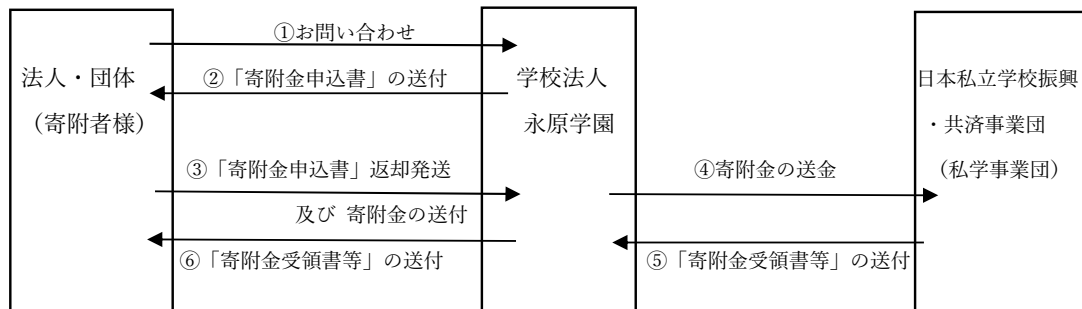 ①お問い合わせ
法人・団体
（寄附者様）
②「寄附金申込書」の送付
学校法人
永原学園
日本私立学校振興
・共済事業団
（私学事業団）
③「寄附金申込書」返却発送
及び 寄附金の送付
④寄附金の送金
⑤「寄附金受領書等」の送付
⑥「寄附金受領書等」の送付